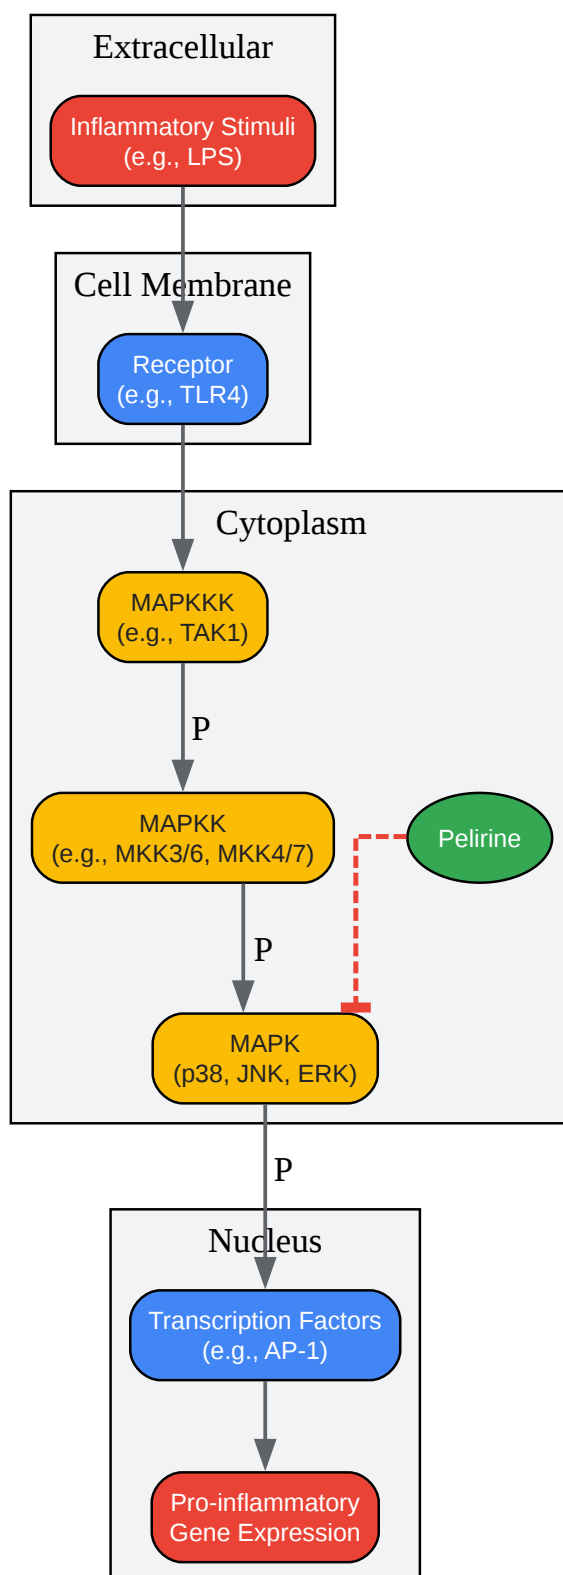 Extracellular
Inflammatory Stimuli
(e.g., LPS)
Cell Membrane
Receptor
(e.g., TLR4)
Cytoplasm
MAPKKK
(e.g., TAK1)
P
MAPKK
(e.g., MKK3/6, MKK4/7)
Pelirine
P
MAPK
(p38, JNK, ERK)
P
Nucleus
Transcription Factors
(e.g., AP-1)
Pro-inflammatory
Gene Expression